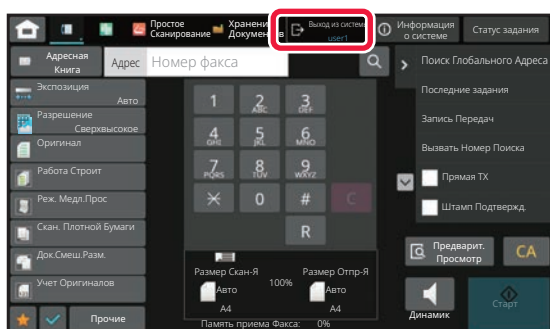 Простое
Сканирование
Хранени
Документов
Выход из систем
user1
Информация
о системе
Статус задания
Адресная
Книга
Адрес
Номер факса
Поиск Глобального Адреса
Экспозиция
Авто
Разрешение
Сверхвысокое
Оригинал
Работа Строит
Реж. Медл.Прос
Скан. Плотной Бумаги
Док.Смеш.Разм.
Учет Оригиналов
Прочие
1
2
ABC
3
DEF
4
GHI
5
JKL
6
MNO
7
PQRS
8
TUV
9
WXYZ
0
#
C
R
Размер Скан-Я
Авто
A4
100%
Размер Отпр-Я
Авто
A4
Память приема Факса: 0%
Последние задания
Запись Передач
Вызвать Номер Поиска
Прямая TX
Штамп Подтвержд.
Предварит.
Просмотр
CA
Динамик
Старт